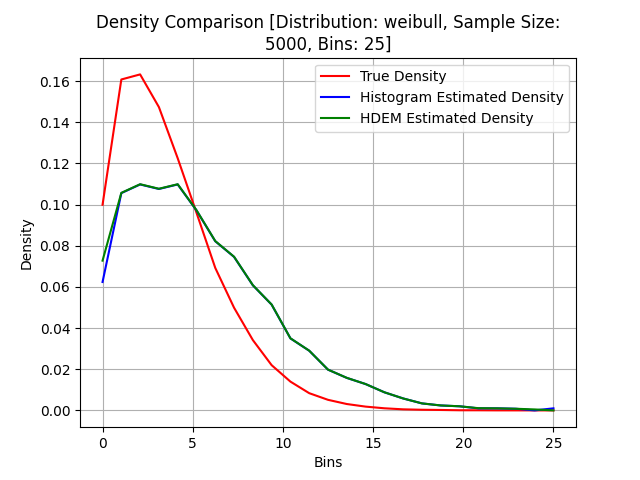 Density Comparison [Distribution: weibull, Sample Size:
5000, Bins: 25]
True Density
Histogram Estimated Density
HDEM Estimated Density
Density
0.16
0.14
0.12
0.10
0.08
0.06
0.04
0.02
0.00
0 5 10 15 20 25
Bins